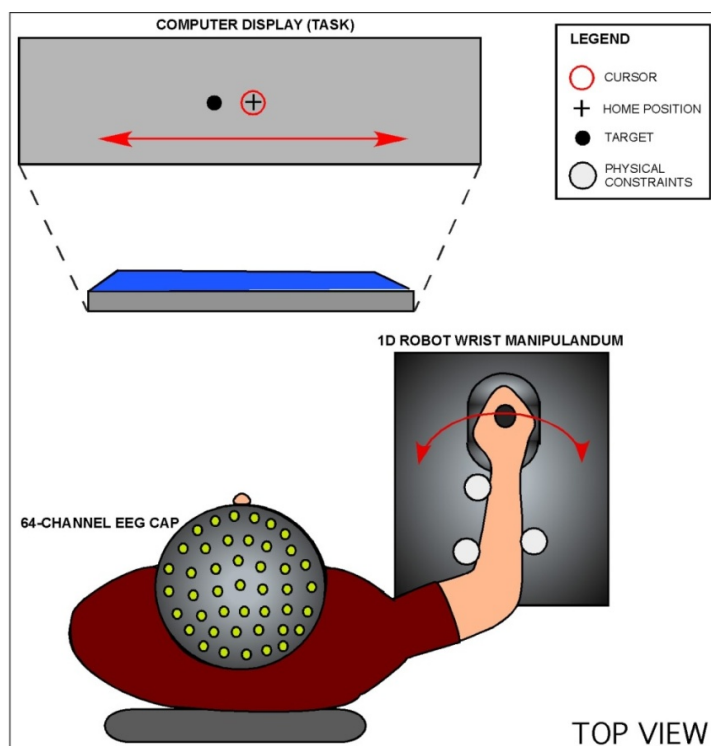 COMPUTER DISPLAY (TASK)
LEGEND
CURSOR
HOME POSITION
TARGET
PHYSICAL
CONSTRAINTS
1D ROBOT WRIST MANIPULANDUM
64-CHANNEL EEG CAP
TOP VIEW